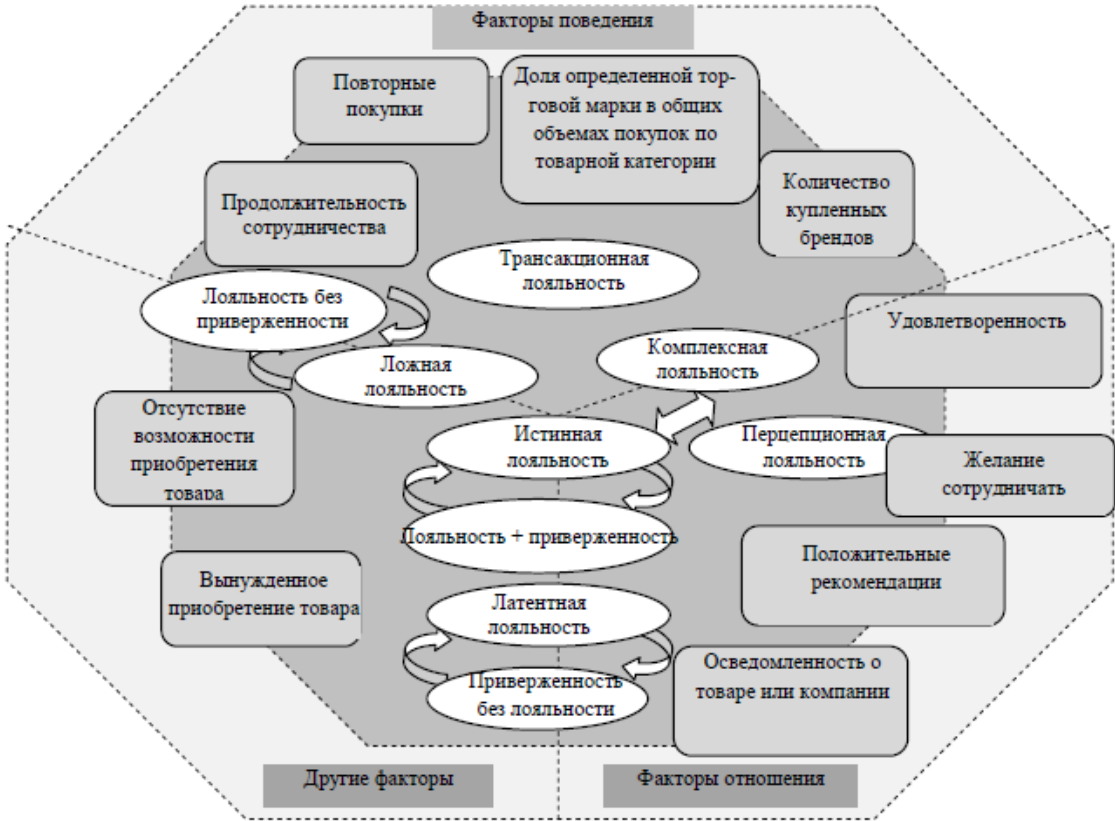 Факторы поведения
Повторные
покупки
Доля определенной тор-
говой марки в общих
объемах покупок по
товарной категории
Количество
купленных
брендов
Продолжительность
сотрудничества
Трансакционная
лояльность
Лояльность без
приверженности
Удовлетворенность
Ложная
лояльность
Комплексная
лояльность
Отсутствие
возможности
приобретения
товара
Истинная
лояльность
Перцепционная
лояльность
Желание
сотрудничать
Лояльность + приверженность
Положительные
рекомендации
Вынужденное
приобретение товара
Латентная
лояльность
Осведомленность о
товаре или компании
Приверженность
без лояльности
Другие факторы
Факторы отношения